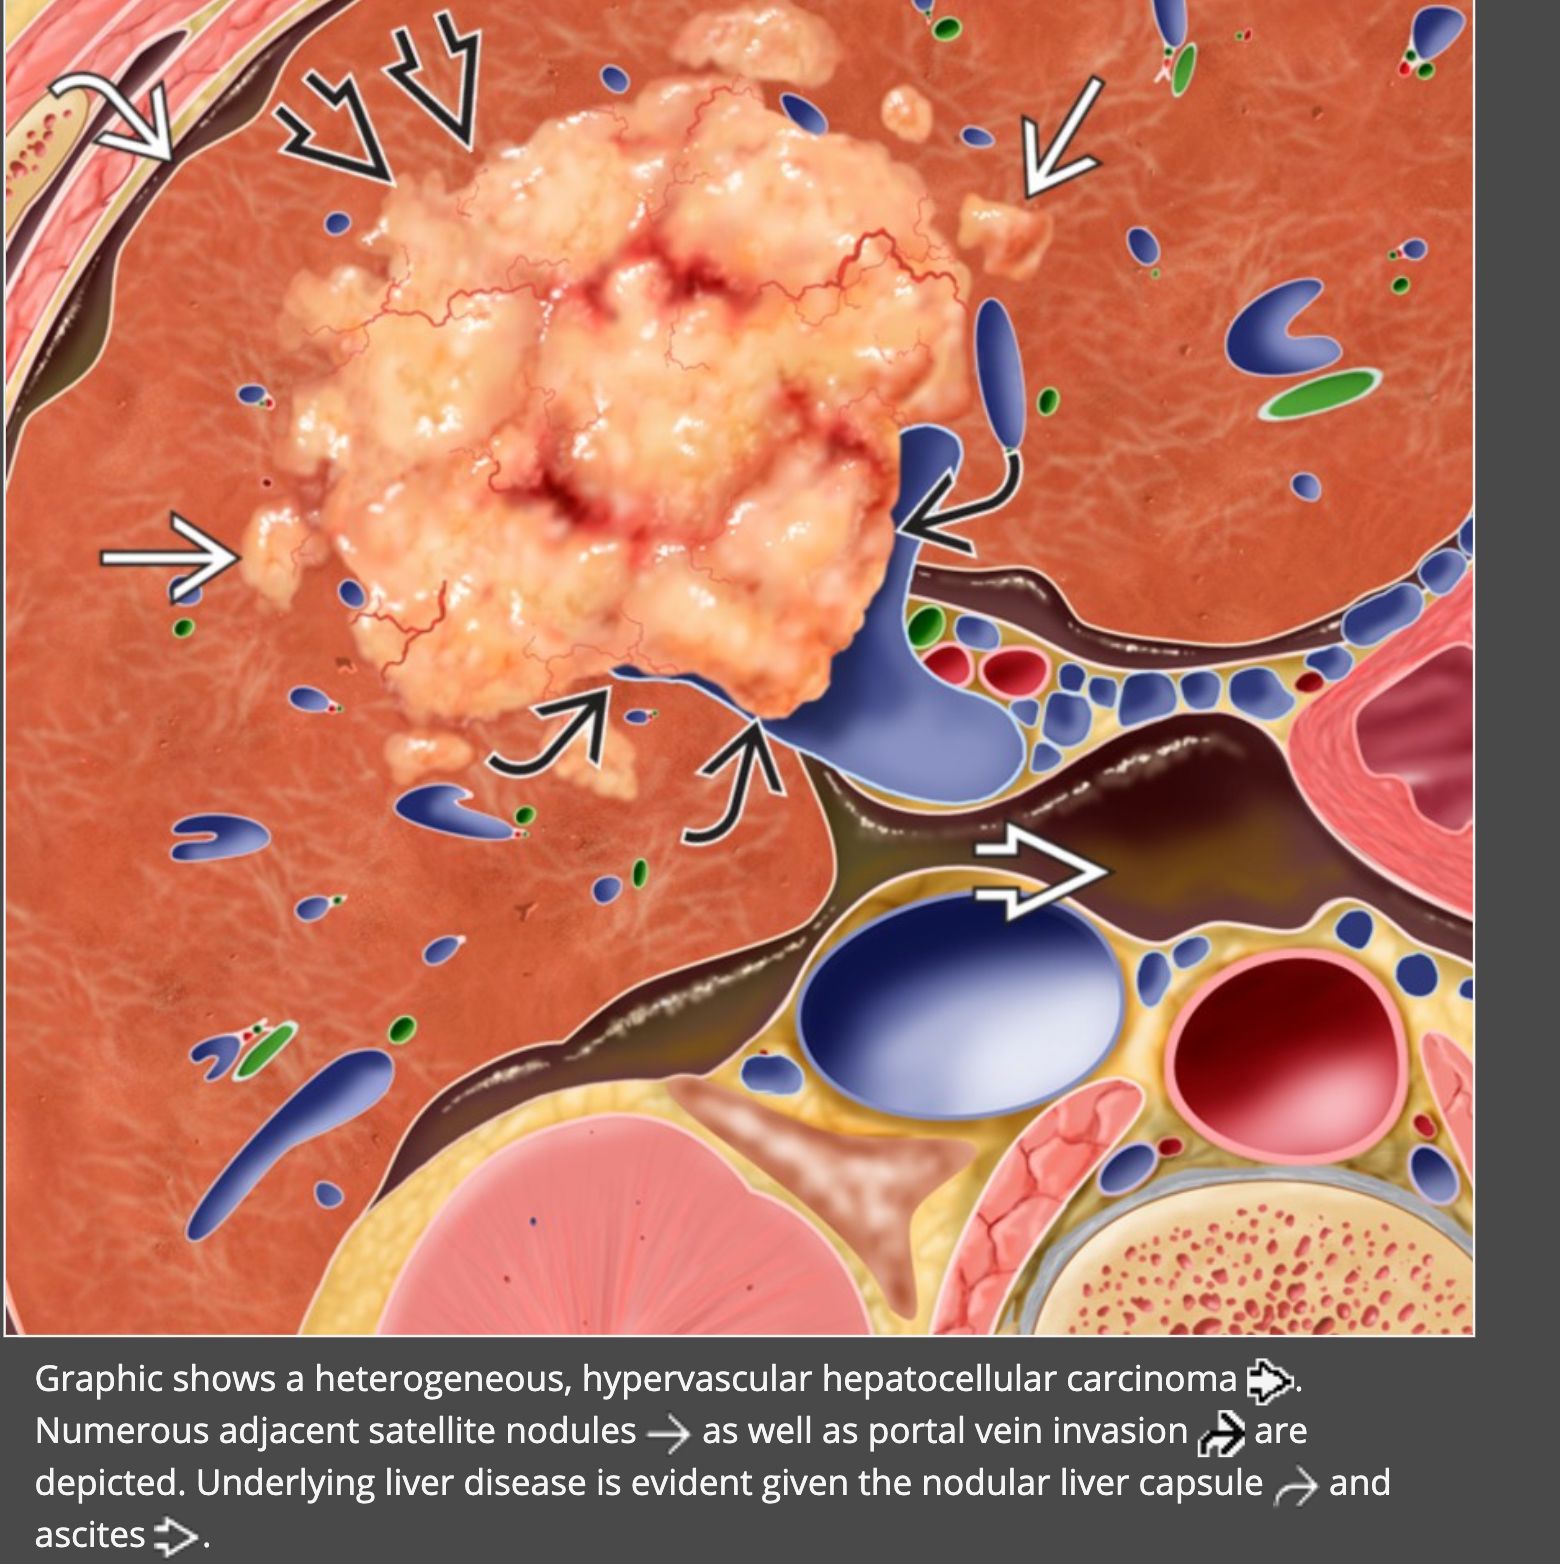 Graphic shows a heterogeneous, hypervascular hepatocellular carcinoma .
Numerous adjacent satellite nodules as well as portal vein invasion are
depicted. Underlying liver disease is evident given the nodular liver capsule and
ascites .